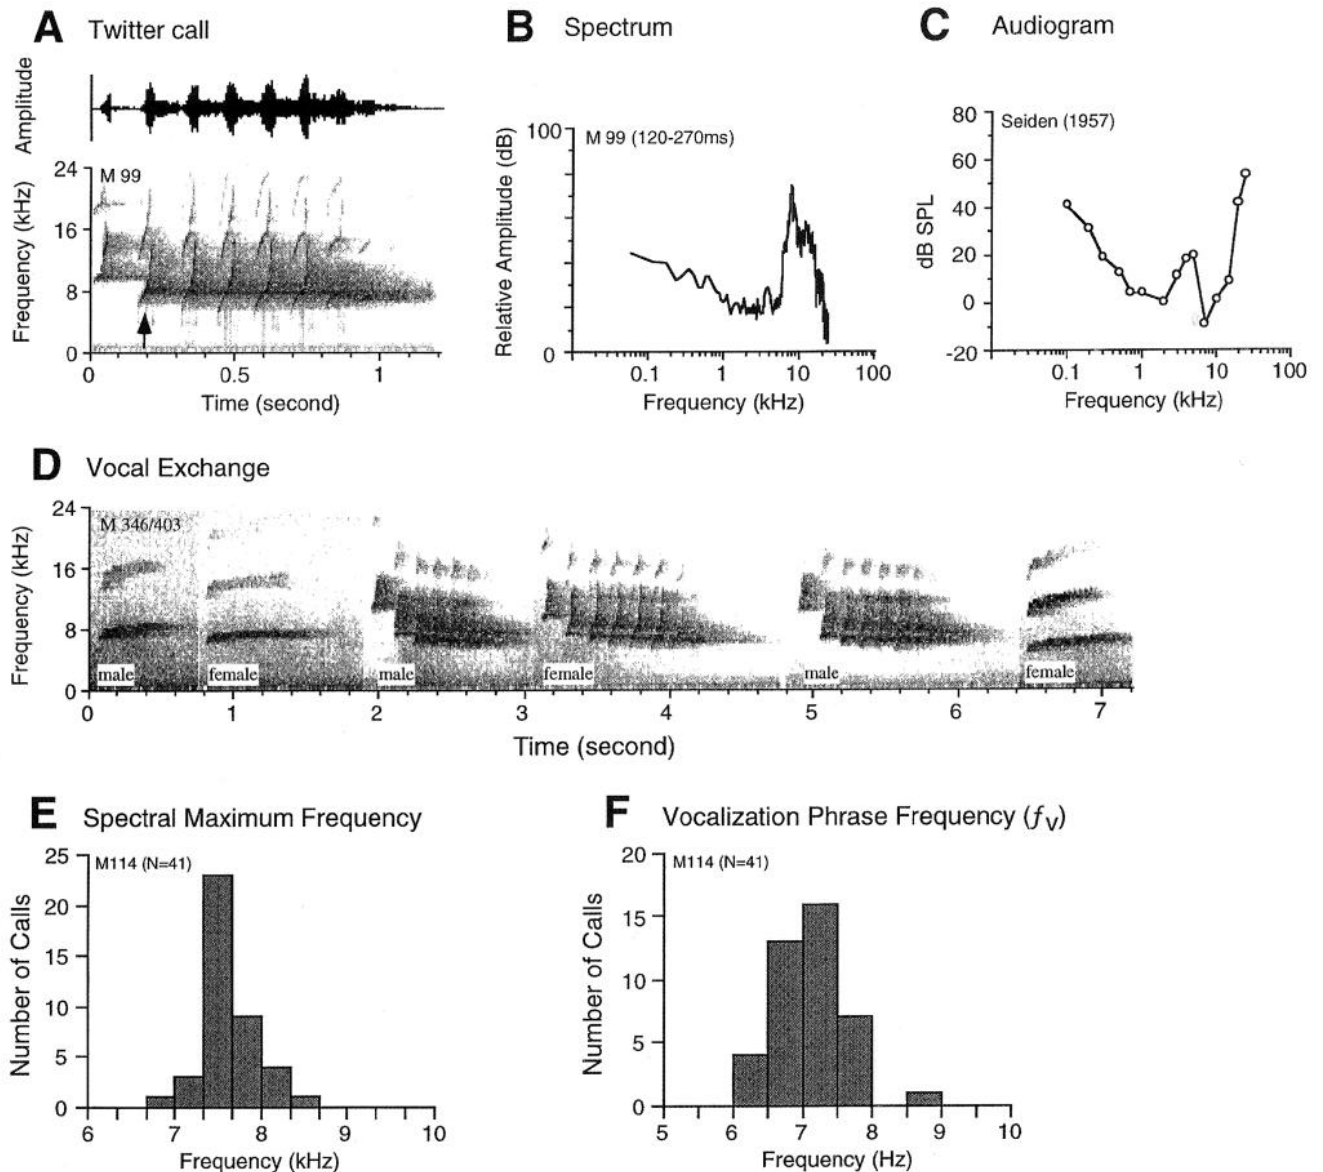 A Twitter call
Amplitude
Frequency (kHz)
24
16
8
0
M 99
0 0.5 1
Time (second)
B Spectrum
Relative Amplitude (dB)
100
0
M 99 (120-270ms)
0.1 1 10 100
Frequency (kHz)
C Audiogram
dB SPL
80
60
40
20
0
-20
Seiden (1957)
0.1 1 10 100
Frequency (kHz)
D Vocal Exchange
Frequency (kHz)
24
16
8
0
M 346/403
male female male female male female
0 1 2 3 4 5 6 7
Time (second)
E Spectral Maximum Frequency
Number of Calls
25
20
15
10
5
0
M114 (N=41)
6 7 8 9 10
Frequency (kHz)
F Vocalization Phrase Frequency (fV)
Number of Calls
20
15
10
5
0
M114 (N=41)
5 6 7 8 9 10
Frequency (Hz)